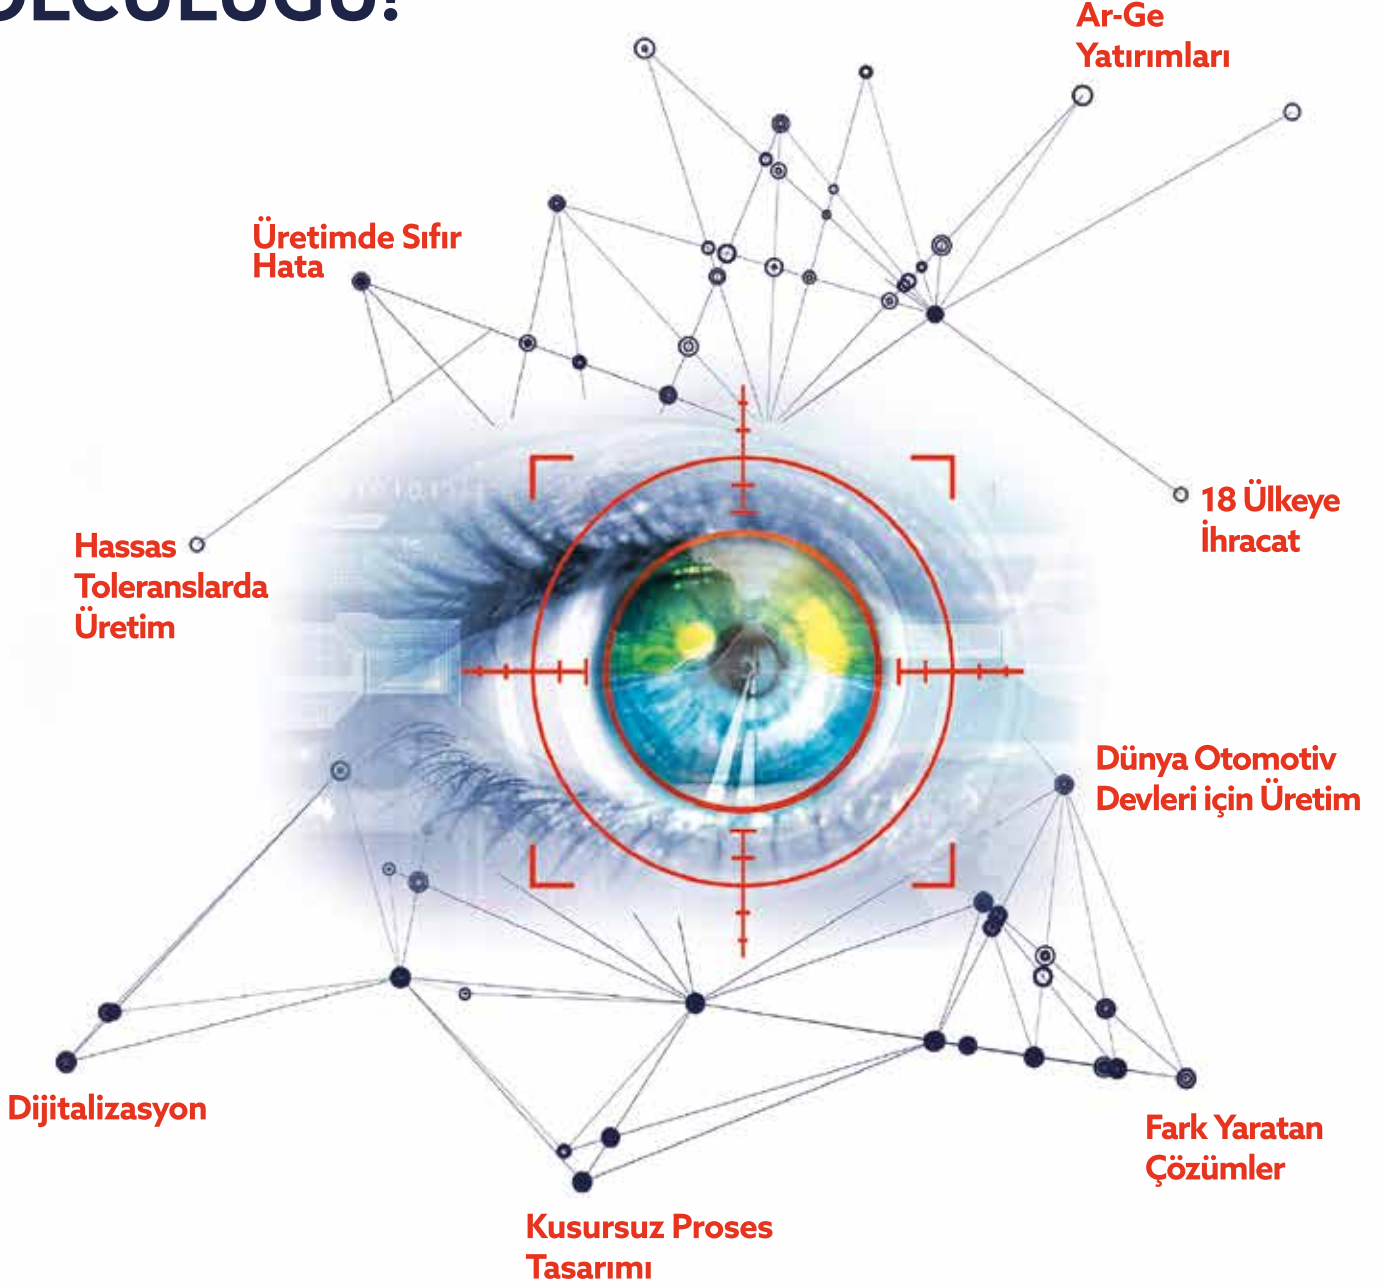 Ar-Ge
Yatırımları
Üretimde Sıfır
Hata
18 Ülkeye
İhracat
Hassas
Toleranslarda
Üretim
Dünya Otomotiv
Devleri için Üretim
Dijitalizasyon
Fark Yaratan
Çözümler
Kusursuz Proses
Tasarımı